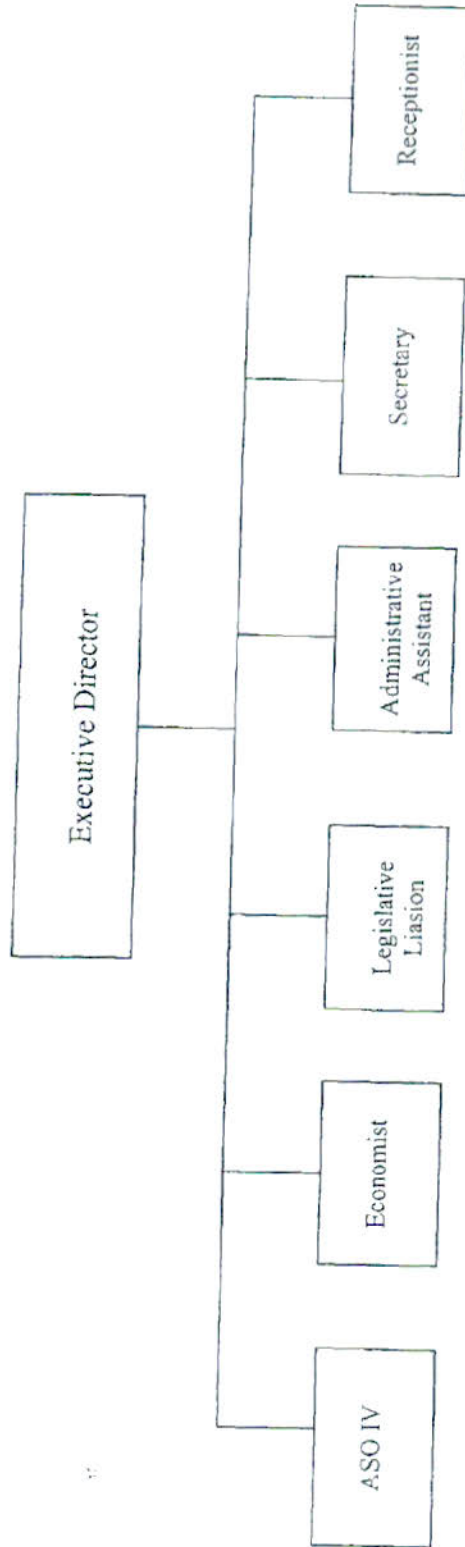 Executive Director
ASO IV
Economist
Legislative
Liasion
Administrative
Assistant
Secretary
Receptionist